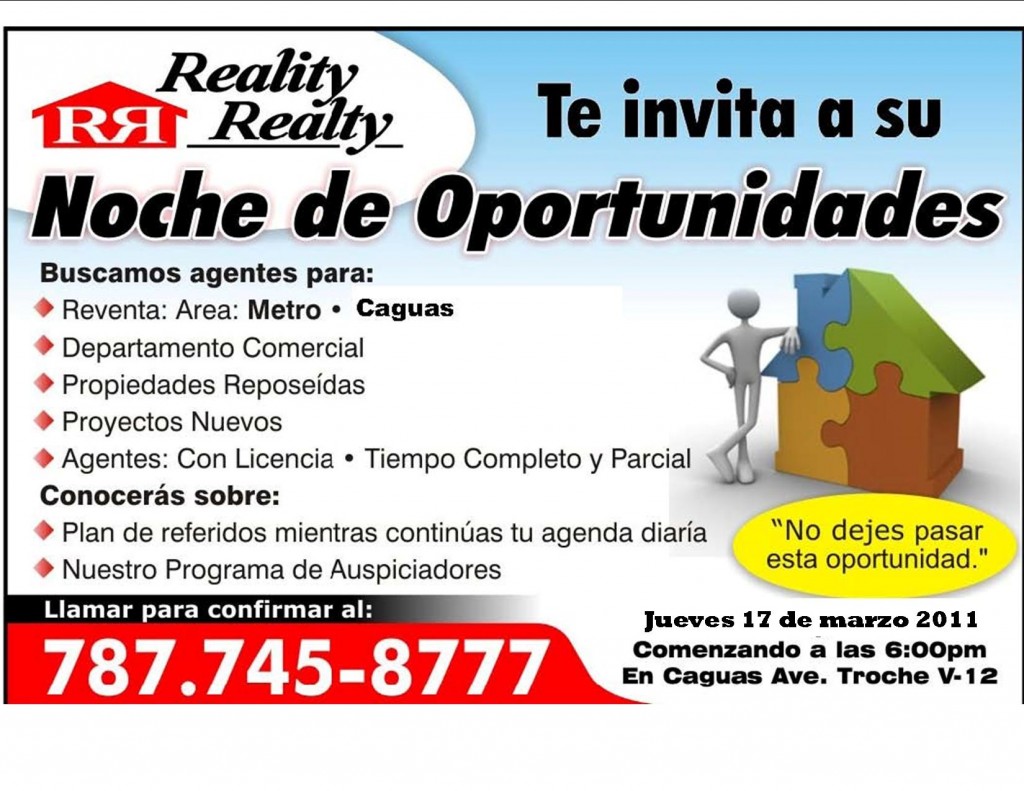 Reality
RR Realty
Te invita a su
Noche de Oportunidades
Buscamos agentes para:
Reventa: Area: Metro • Caguas
Departamento Comercial
Propiedades Reposeídas
Proyectos Nuevos
Agentes: Con Licencia • Tiempo Completo y Parcial
Conocerás sobre:
Plan de referidos mientras continúas tu agenda diaría
Nuestro Programa de Auspiciadores
"No dejes pasar
esta oportunidad."
Llamar para confirmar al:
787.745-8777
Jueves 17 de marzo 2011
Comenzando a las 6:00pm
En Caguas Ave. Troche V-12